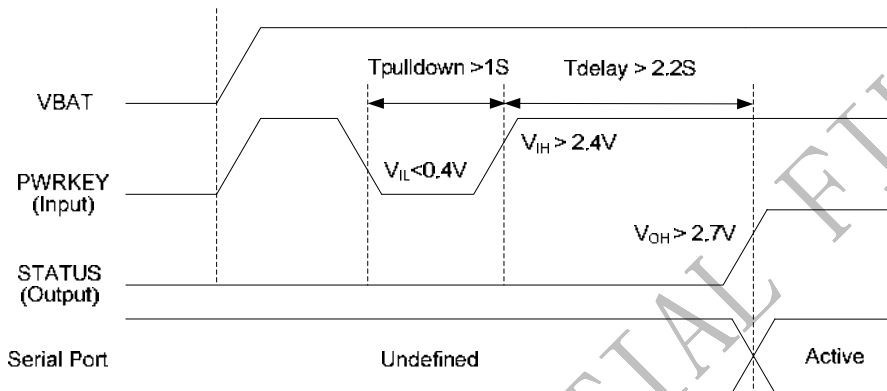 Tpulldown >1S
Tdelay > 2.2S
VBAT
VIH > 2.4V
VIL<0.4V
PWRKEY
(Input)
VOH > 2.7V
STATUS
(Output)
Serial Port
Undefined
Active